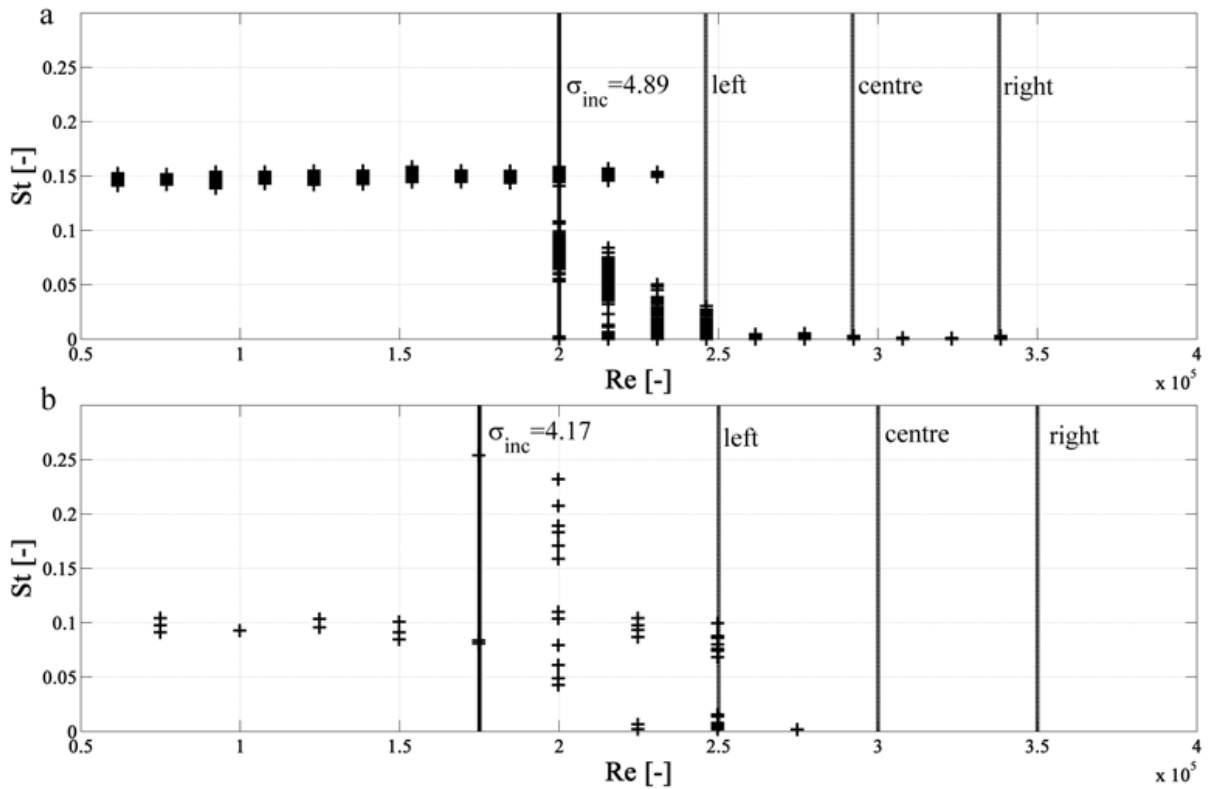 a
0.25
σinc=4.89
left
centre
right
0.2
0.15
St [-]
0.1
0.05
0
0.5
1
1.5
2
2.5
3
3.5
4
Re [-]
x 10^5
b
0.25
σinc=4.17
left
centre
right
0.2
0.15
St [-]
0.1
0.05
0
0.5
1
1.5
2
2.5
3
3.5
4
Re [-]
x 10^5